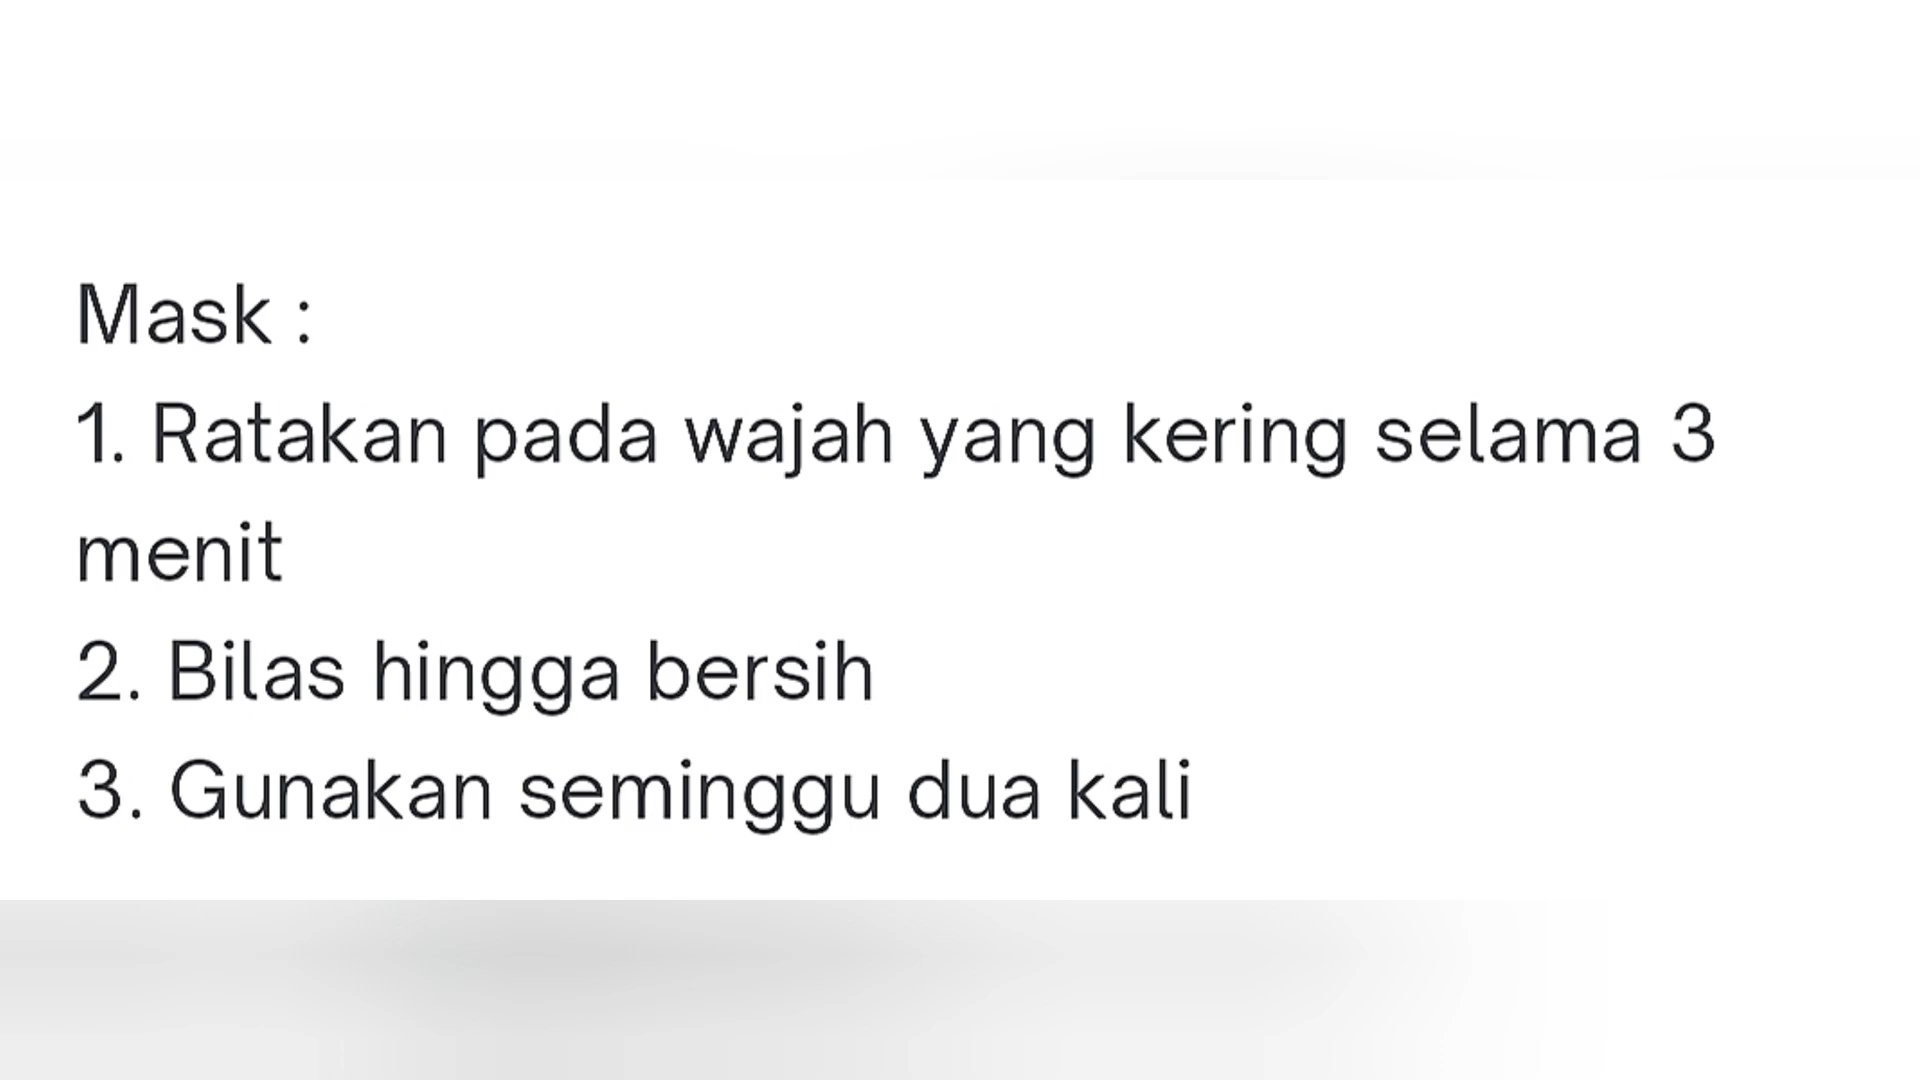 Mask :
1. Ratakan pada wajah yang kering selama 3
menit
2. Bilas hingga bersih
3. Gunakan seminggu dua kali